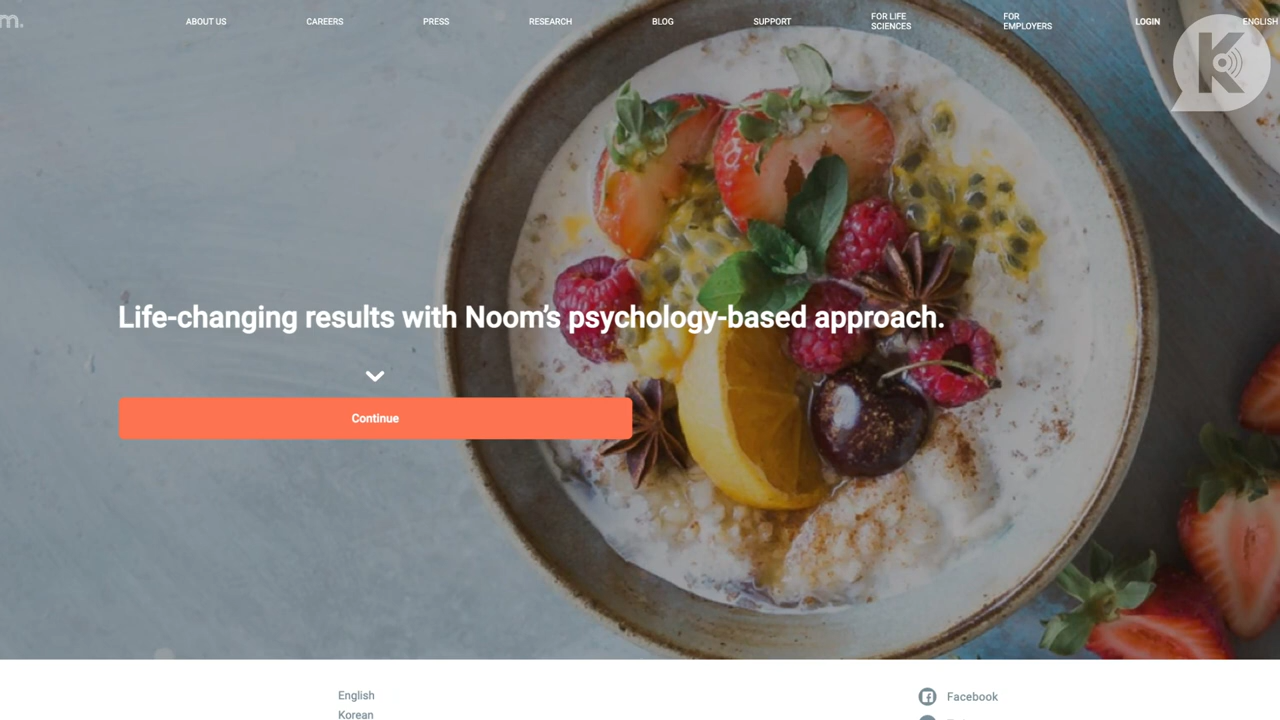 m.
ABOUT US
CAREERS
PRESS
RESEARCH
BLOG
SUPPORT
FOR LIFE
SCIENCES
FOR
EMPLOYERS
LOGIN
ENGLISH
K
Life-changing results with Noom’s psychology-based approach.
Continue
English
Facebook
Korean